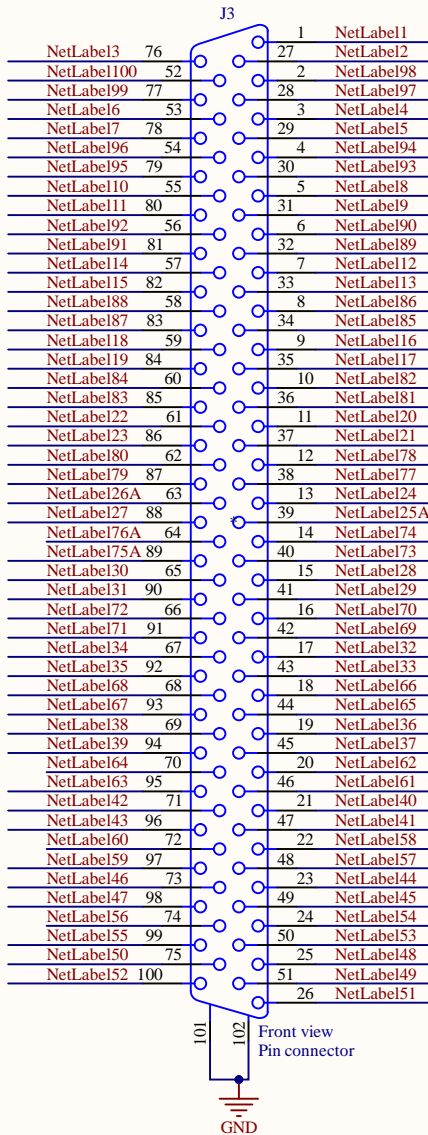 J3
1 NetLabel1
NetLabel3 76 27 NetLabel2
NetLabel100 52 2 NetLabel98
NetLabel99 77 28 NetLabel97
NetLabel6 53 3 NetLabel4
NetLabel7 78 29 NetLabel5
NetLabel96 54 4 NetLabel94
NetLabel95 79 30 NetLabel93
NetLabel10 55 5 NetLabel8
NetLabel11 80 31 NetLabel9
NetLabel92 56 6 NetLabel90
NetLabel91 81 32 NetLabel89
NetLabel14 57 7 NetLabel12
NetLabel15 82 33 NetLabel13
NetLabel88 58 8 NetLabel86
NetLabel87 83 34 NetLabel85
NetLabel18 59 9 NetLabel16
NetLabel19 84 35 NetLabel17
NetLabel84 60 10 NetLabel82
NetLabel83 85 36 NetLabel81
NetLabel22 61 11 NetLabel20
NetLabel23 86 37 NetLabel21
NetLabel80 62 12 NetLabel78
NetLabel79 87 38 NetLabel77
NetLabel26A 63 13 NetLabel24
NetLabel27 88 * 39 NetLabel25A
NetLabel76A 64 14 NetLabel74
NetLabel75A 89 40 NetLabel73
NetLabel30 65 15 NetLabel28
NetLabel31 90 41 NetLabel29
NetLabel72 66 16 NetLabel70
NetLabel71 91 42 NetLabel69
NetLabel34 67 17 NetLabel32
NetLabel35 92 43 NetLabel33
NetLabel68 68 18 NetLabel66
NetLabel67 93 44 NetLabel65
NetLabel38 69 19 NetLabel36
NetLabel39 94 45 NetLabel37
NetLabel64 70 20 NetLabel62
NetLabel63 95 46 NetLabel61
NetLabel42 71 21 NetLabel40
NetLabel43 96 47 NetLabel41
NetLabel60 72 22 NetLabel58
NetLabel59 97 48 NetLabel57
NetLabel46 73 23 NetLabel44
NetLabel47 98 49 NetLabel45
NetLabel56 74 24 NetLabel54
NetLabel55 99 50 NetLabel53
NetLabel50 75 25 NetLabel48
NetLabel52 100 51 NetLabel49
26 NetLabel51
101 102 Front view
Pin connector
GND